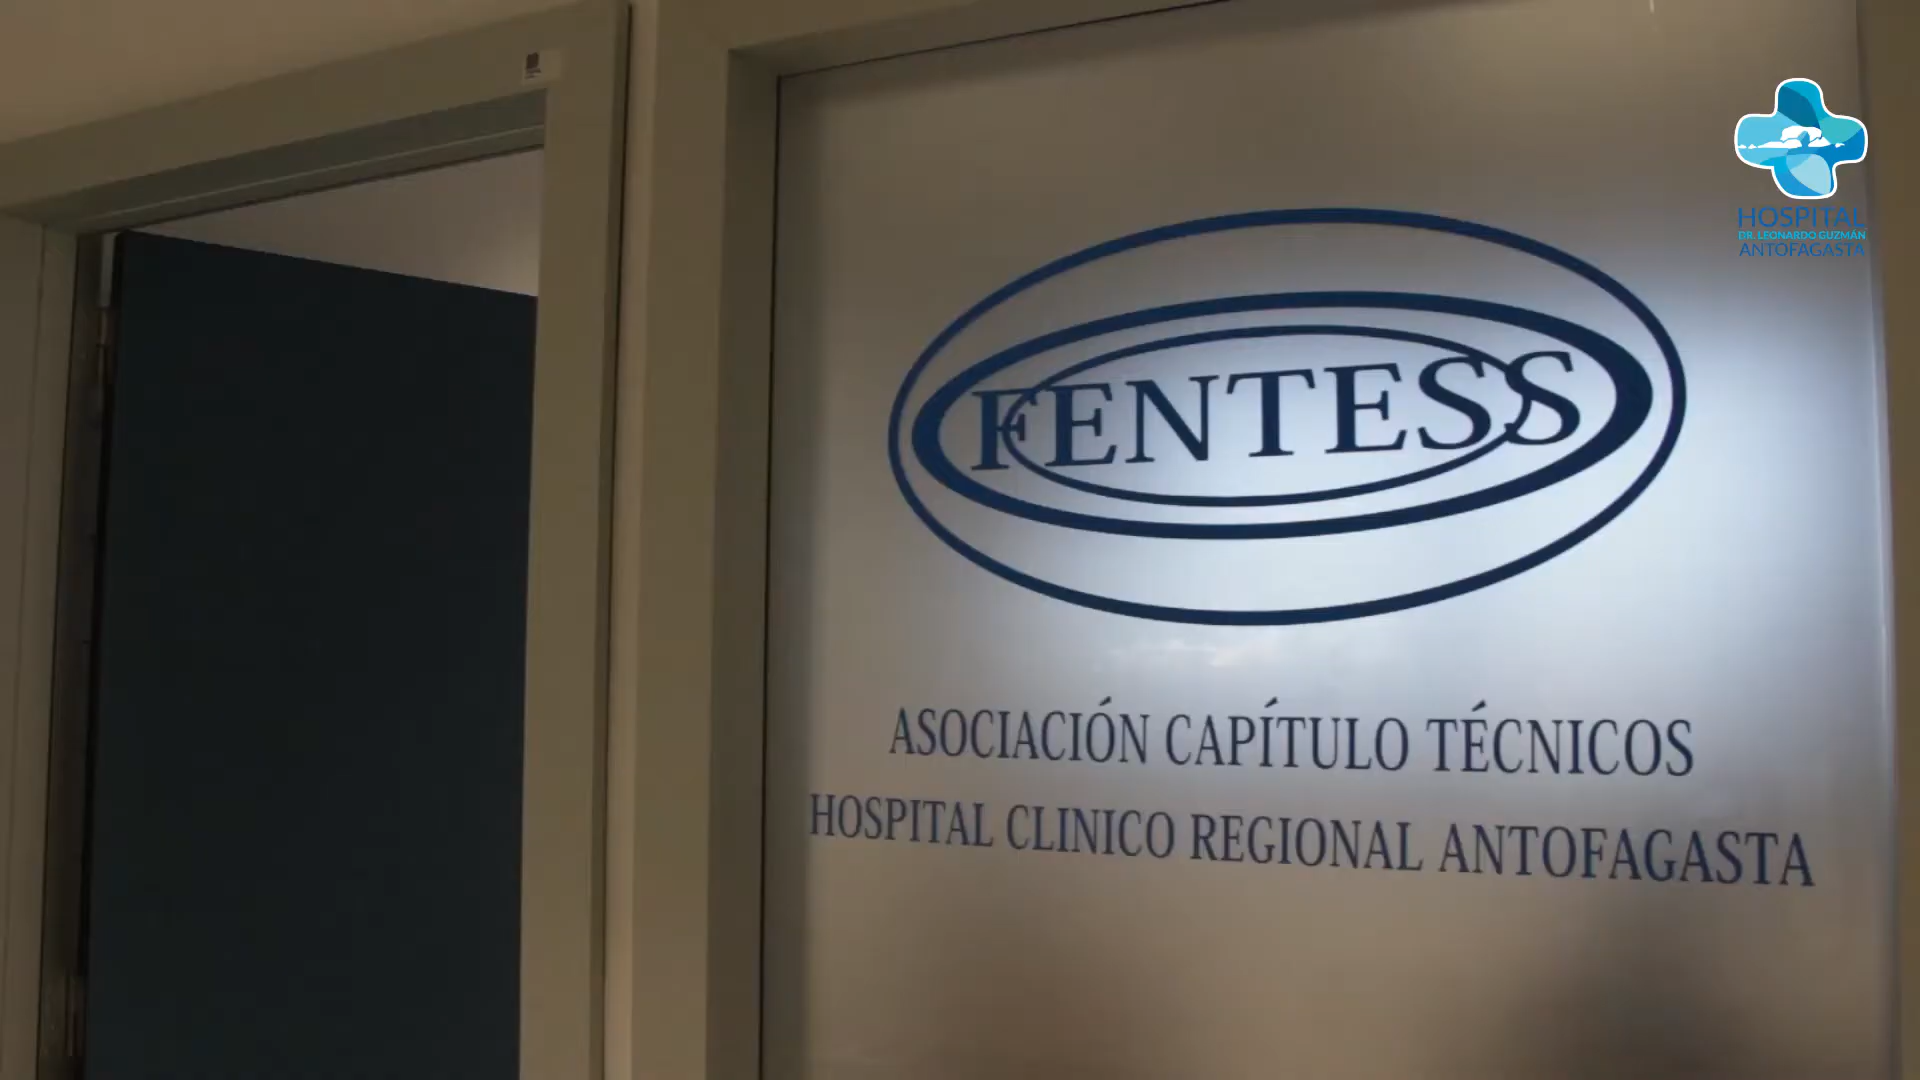 HOSPITAL
DR. LEONARDO GUZMÁN
ANTOFAGASTA
FENTESS
ASOCIACIÓN CAPÍTULO TÉCNICOS
HOSPITAL CLINICO REGIONAL ANTOFAGASTA